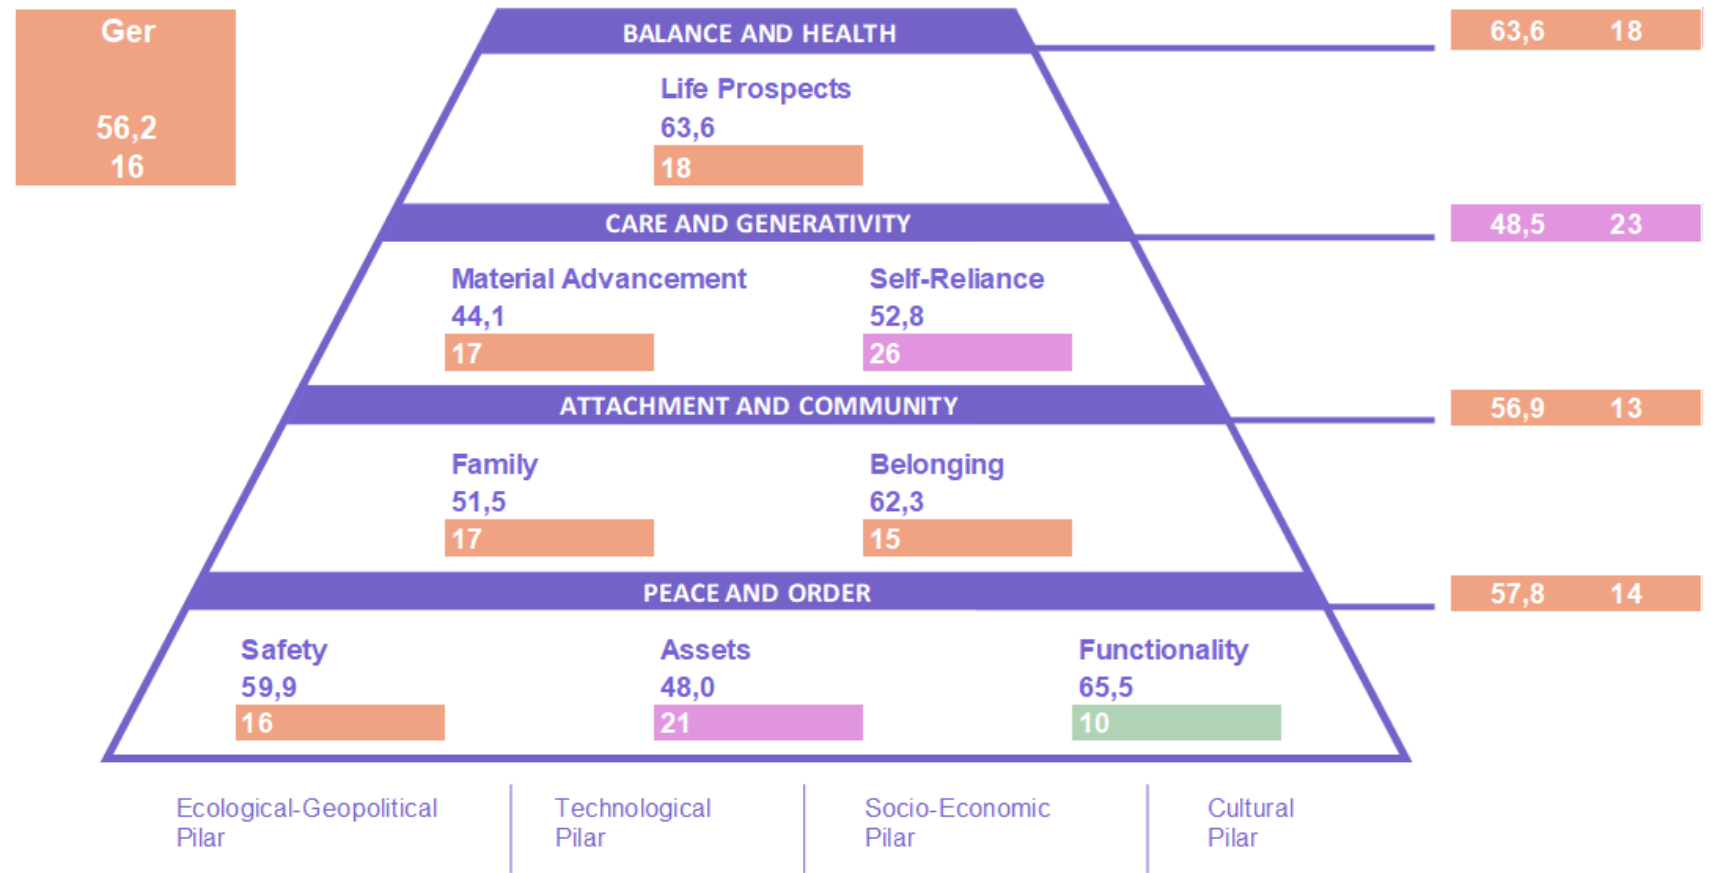 Ger
56,2
16
BALANCE AND HEALTH
63,6 18
Life Prospects
63,6
18
CARE AND GENERATIVITY
48,5 23
Material Advancement
44,1
17
Self-Reliance
52,8
26
ATTACHMENT AND COMMUNITY
56,9 13
Family
51,5
17
Belonging
62,3
15
PEACE AND ORDER
57,8 14
Safety
59,9
16
Assets
48,0
21
Functionality
65,5
10
Ecological-Geopolitical
Pilar
Technological
Pilar
Socio-Economic
Pilar
Cultural
Pilar